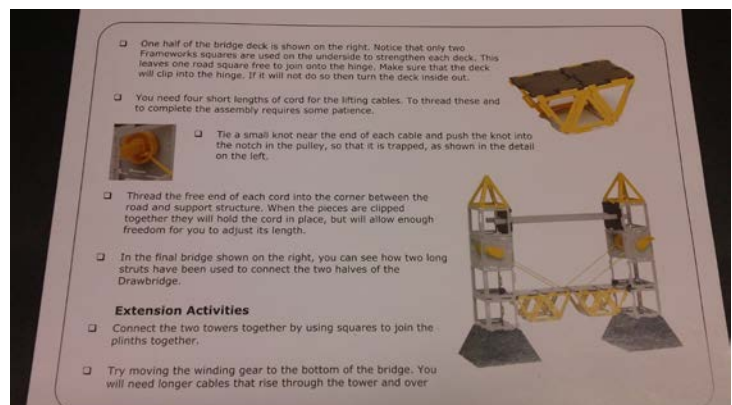 ❑ One half of the bridge deck is shown on the right. Notice that only two
Frameworks squares are used on the underside to strengthen each deck. This
leaves one road square free to join onto the hinge. Make sure that the deck
will clip into the hinge. If it will not do so then turn the deck inside out.
❑ You need four short lengths of cord for the lifting cables. To thread these and
to complete the assembly requires some patience.
❑ Tie a small knot near the end of each cable and push the knot into
the notch in the pulley, so that it is trapped, as shown in the detail
on the left.
❑ Thread the free end of each cord into the corner between the
road and support structure. When the pieces are clipped
together they will hold the cord in place, but will allow enough
freedom for you to adjust its length.
❑ In the final bridge shown on the right, you can see how two long
struts have been used to connect the two halves of the
Drawbridge.
Extension Activities
❑ Connect the two towers together by using squares to join the
plinths together.
❑ Try moving the winding gear to the bottom of the bridge. You
will need longer cables that rise through the tower and over